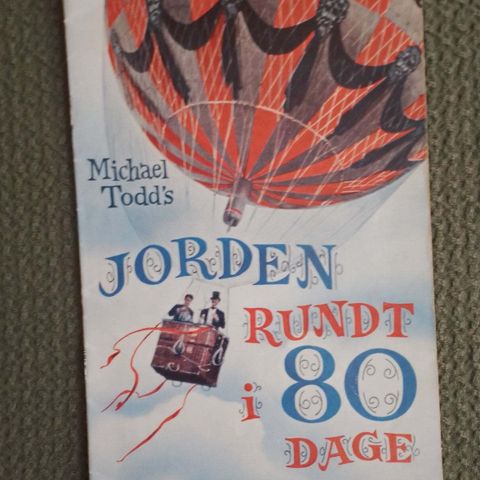 Michael
Todd's
JORDEN
RUNDT
i 80
DAGE